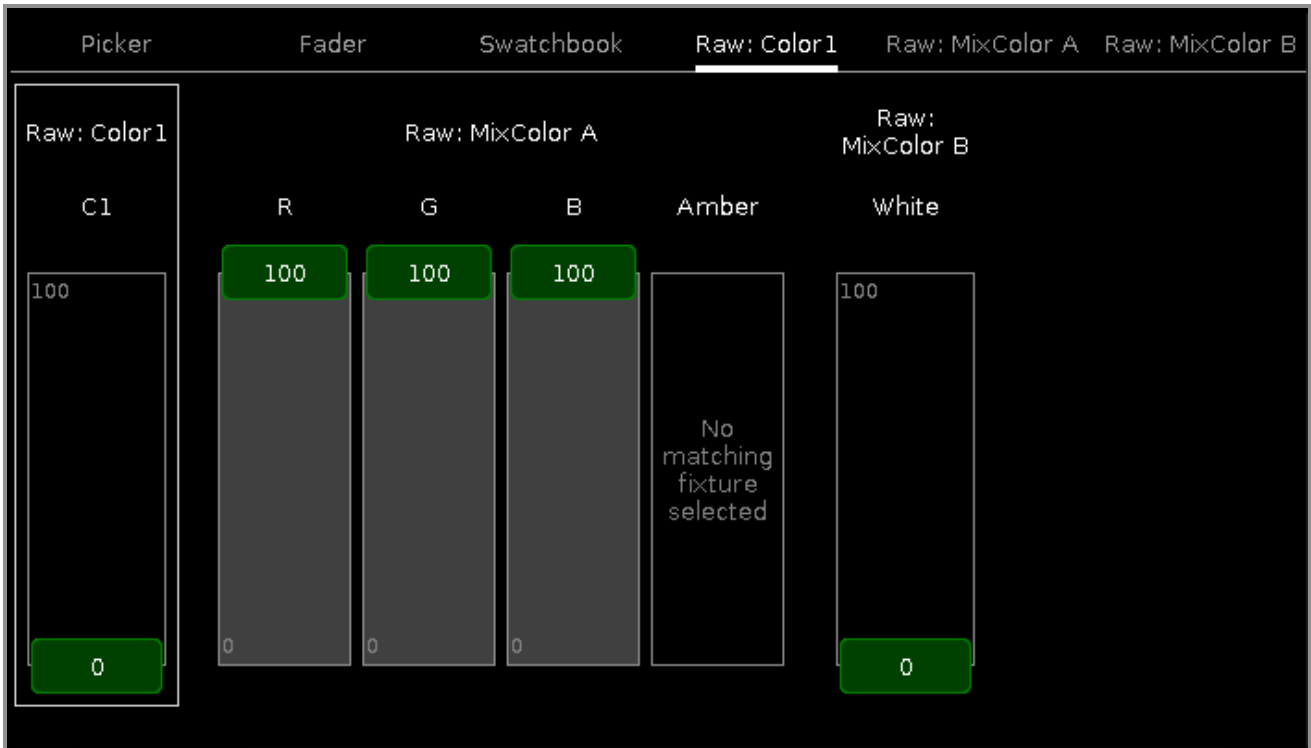 Picker Fader Swatchbook Raw: Color1 Raw: MixColor A Raw: MixColor B
Raw: Color1 Raw: MixColor A Raw:
MixColor B
C1 R G B Amber White
100 100 100 100 100
No
matching
fixture
selected
0 0 0
0 0